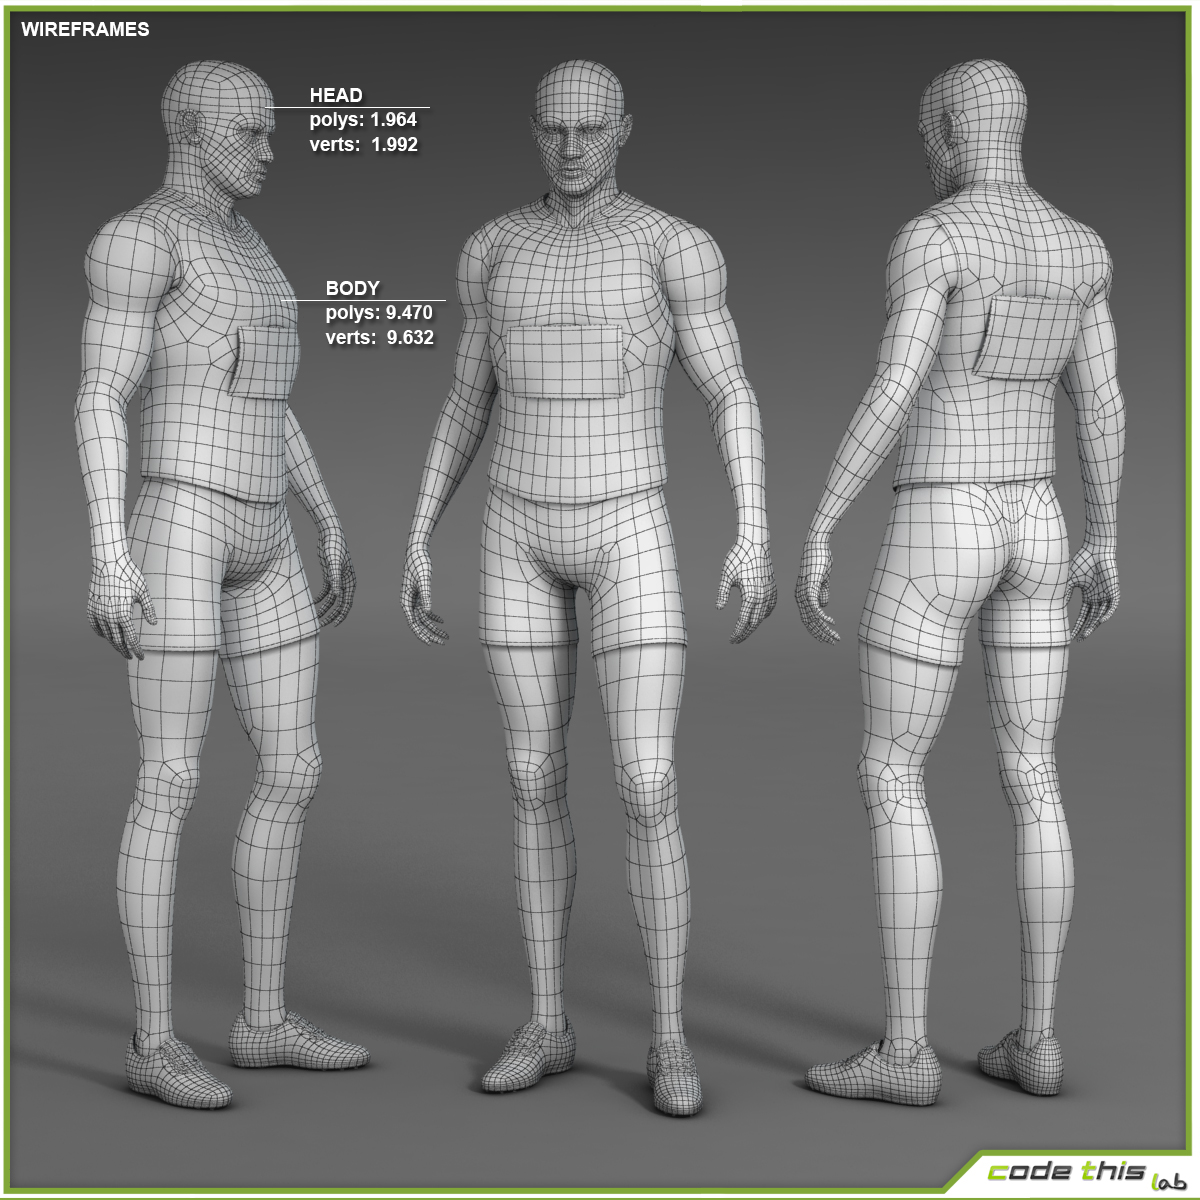 WIREFRAMES
HEAD
polys: 1.964
verts: 1.992
BODY
polys: 9.470
verts: 9.632
code this
lab